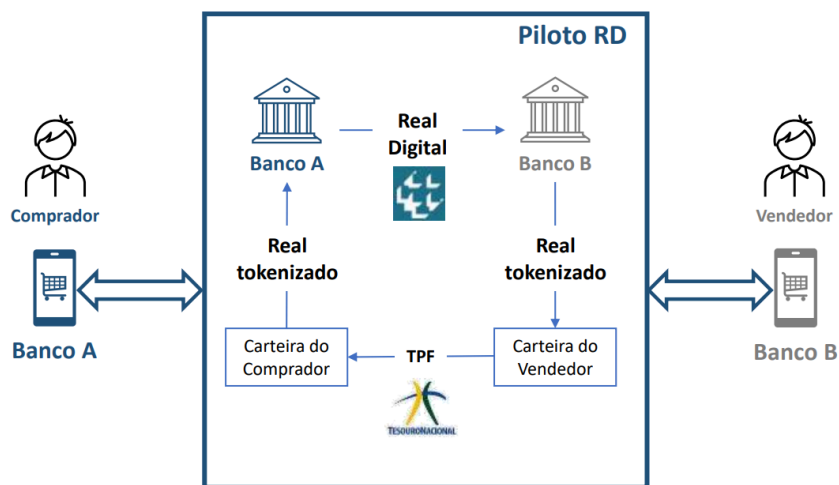 Piloto RD
Banco A
Real
Digital
Banco B
Comprador
Vendedor
Real
tokenizado
Real
tokenizado
Banco A
Carteira do
Comprador
TPF
Carteira do
Vendedor
Banco B
TESOURONACIONAL